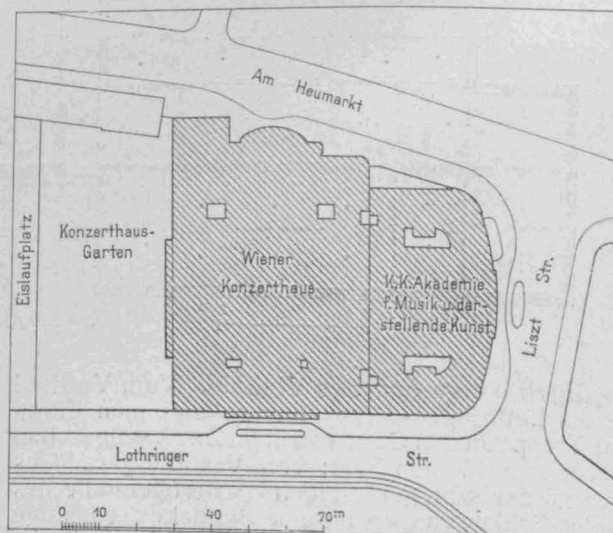 Am Heumarkt
Eislaufplatz
Konzerthaus-
Garten
Wiener
Konzerthaus
K.K. Akademie
f. Musik u. dar-
stellende Kunst
Liszt Str.
Lothringer Str.
0 10 40 70m